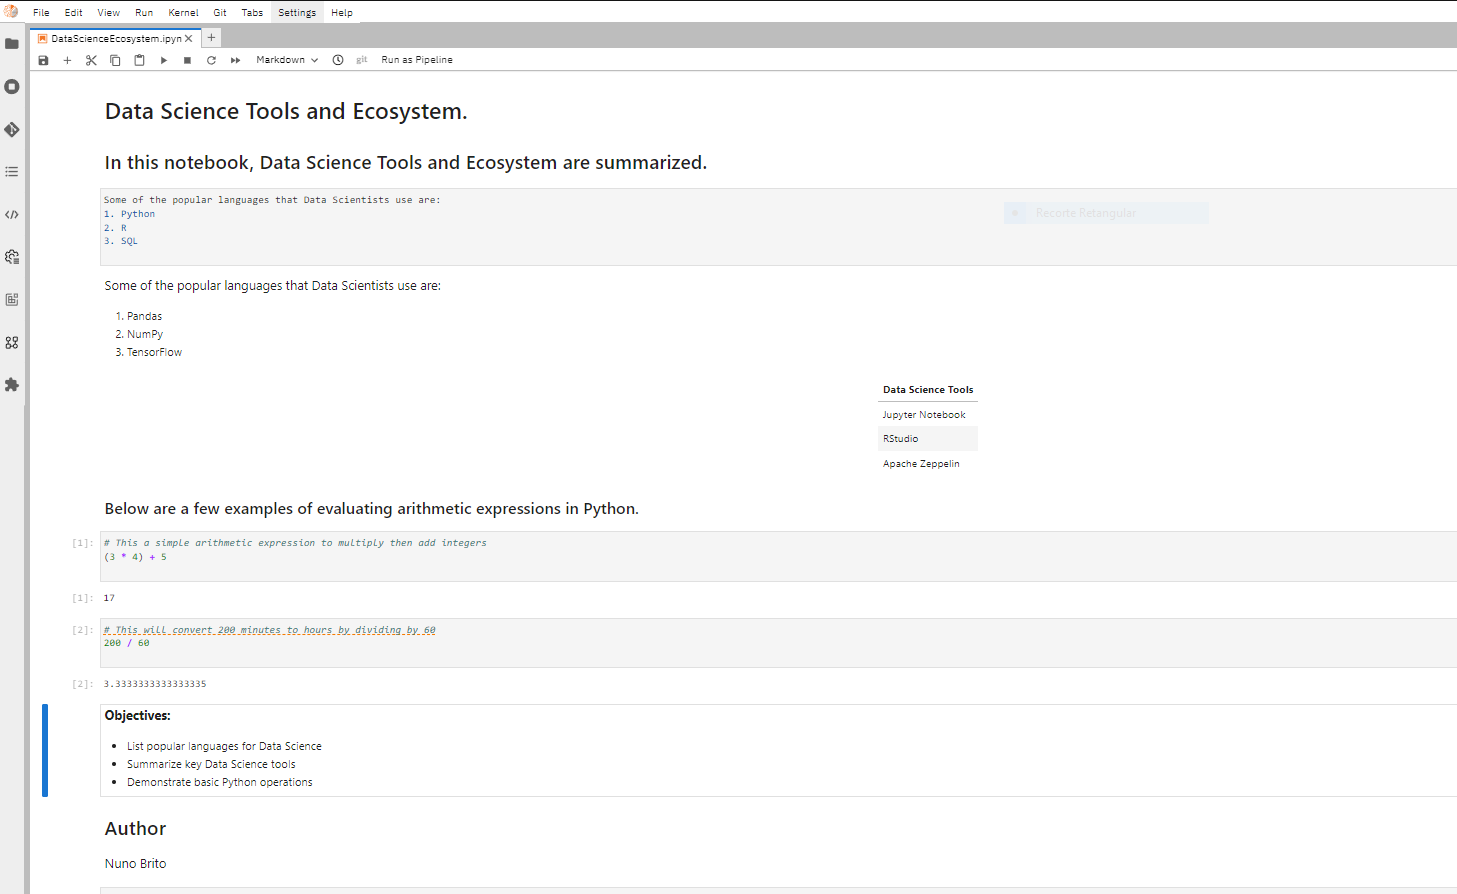 File Edit View Run Kernel Git Tabs Settings Help
DataScienceEcosystem.ipyn
Markdown git Run as Pipeline
Data Science Tools and Ecosystem.
In this notebook, Data Science Tools and Ecosystem are summarized.
Some of the popular languages that Data Scientists use are:
1. Python
2. R
3. SQL
Recorte Retangular
Some of the popular languages that Data Scientists use are:
1. Pandas
2. NumPy
3. TensorFlow
Data Science Tools
Jupyter Notebook
RStudio
Apache Zeppelin
Below are a few examples of evaluating arithmetic expressions in Python.
[1]: # This a simple arithmetic expression to multiply then add integers
(3 * 4) + 5
[1]: 17
[2]: # This will convert 200 minutes to hours by dividing by 60
200 / 60
[2]: 3.3333333333333335
Objectives:
• List popular languages for Data Science
• Summarize key Data Science tools
• Demonstrate basic Python operations
Author
Nuno Brito